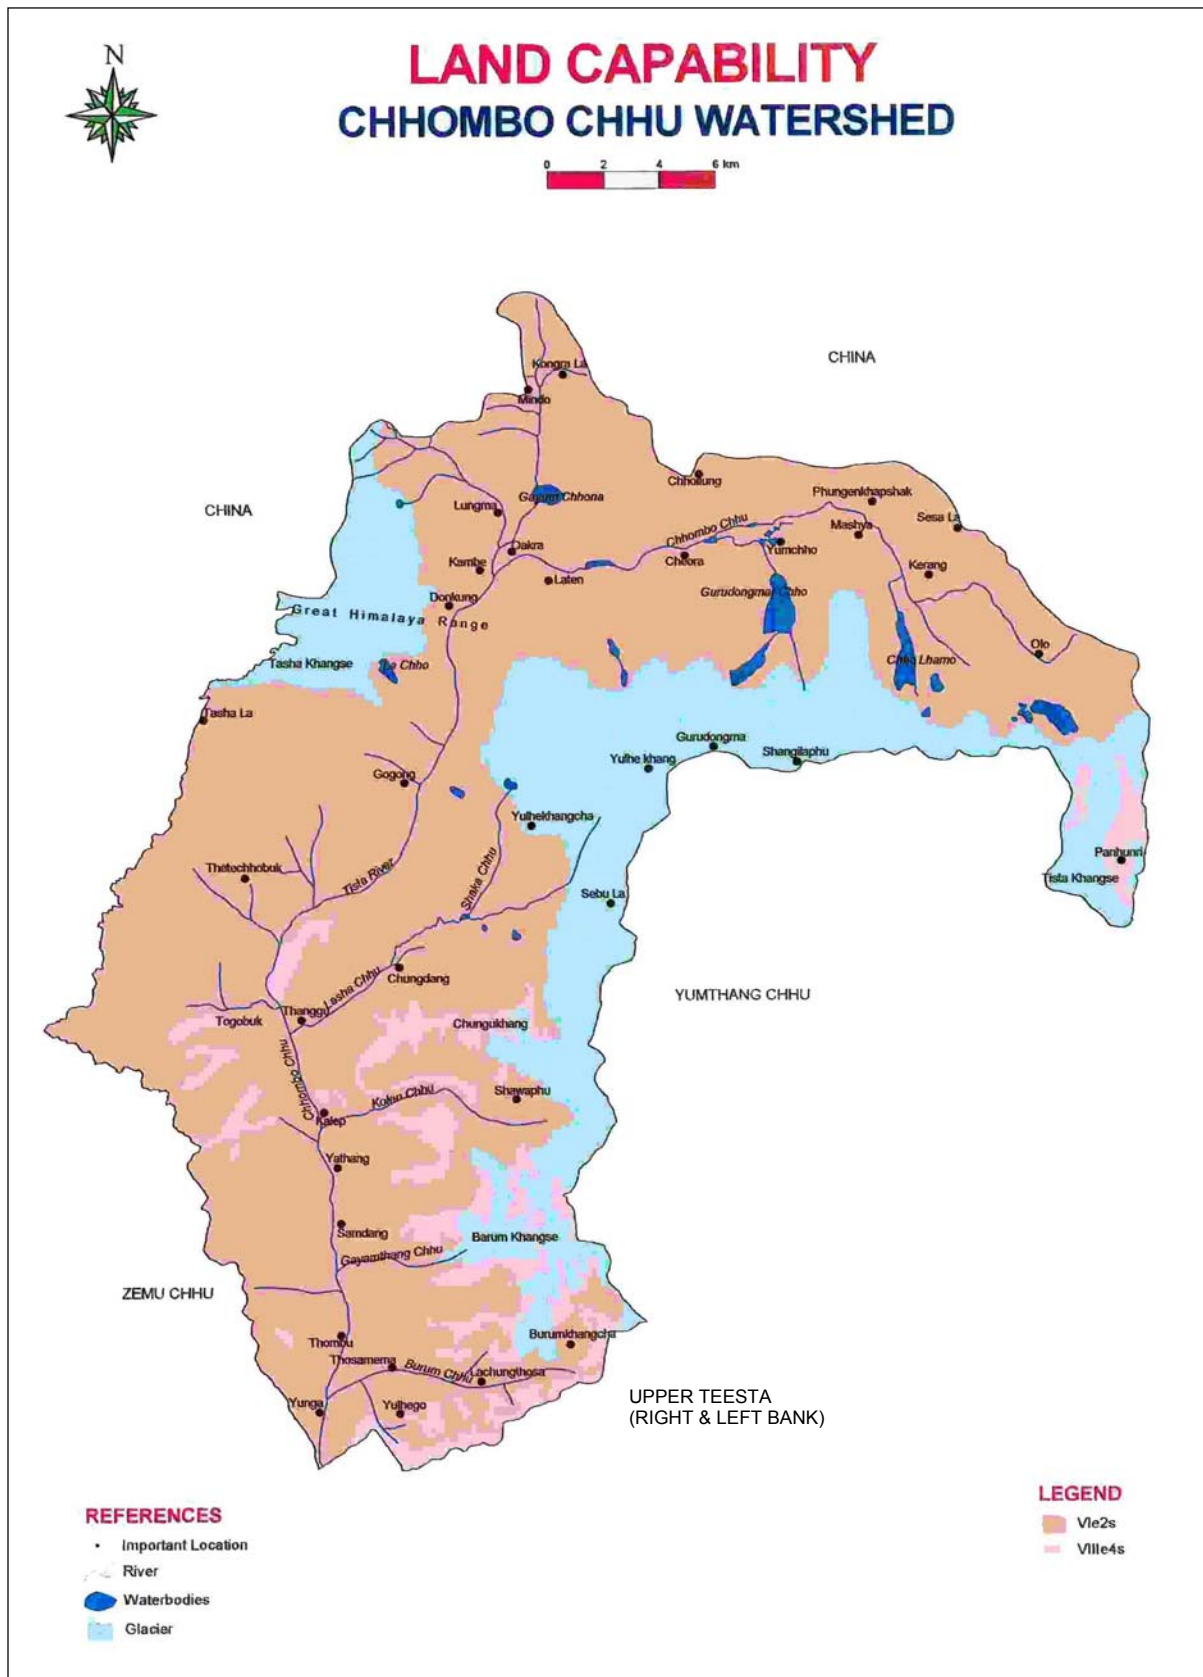 N
LAND CAPABILITY
CHHOMBO CHHU WATERSHED
0 2 4 6 km
CHINA
Kongra La
Mindo
Chhollung
Phungenkhapshak
CHINA
Gayum Chhona
Lungma
Chhombo Chhu
Mashya
Sesa La
Dakra
Yumchho
Cheora
Kambe
Laten
Kerang
Donkung
Gurudongmar Chho
Great Himalaya Range
Olo
Tasha Khangse
La Chho
Chho Lhamo
Tasha La
Gurudongma
Yulhe khang
Shangilaphu
Gogong
Yulhekhangcha
Panhunri
Thetechhobuk
Tista River
Shaka Chhu
Tista Khangse
Sebu La
Chungdang
Lasha Chhu
YUMTHANG CHHU
Thanggu
Togobuk
Chungukhang
Chhombo Chhu
Kalep
Kalep Chhu
Shawaphu
Yathang
Samdang
Barum Khangse
Gayamthang Chhu
ZEMU CHHU
Thombu
Burumkhangcha
Thosamema
Burum Chhu
Lachungthosa
Yunga
Yulhego
UPPER TEESTA
(RIGHT & LEFT BANK)
REFERENCES
Important Location
River
Waterbodies
Glacier
LEGEND
VIe2s
VIIIe4s